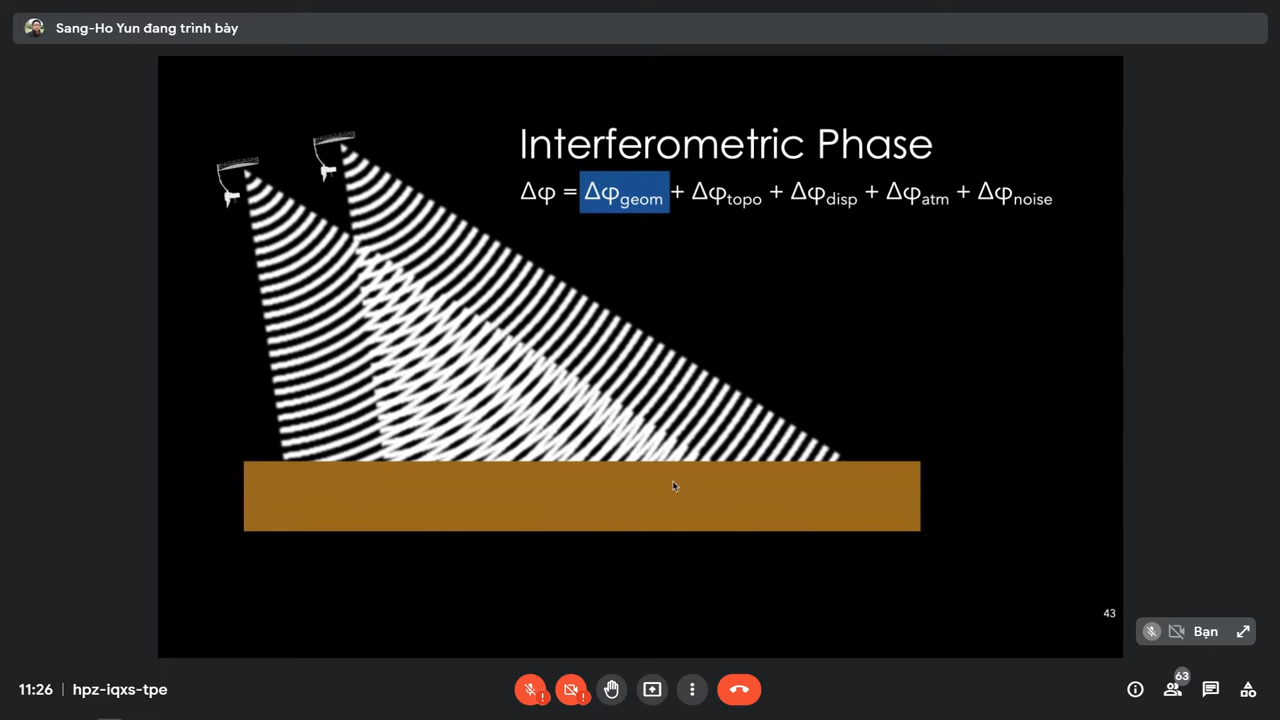 Sang-Ho Yun đang trình bày
Interferometric Phase
Δφ = Δφgeom + Δφtopo + Δφdisp + Δφatm + Δφnoise
43
Bạn
11:26 | hpz-iqxs-tpe
63